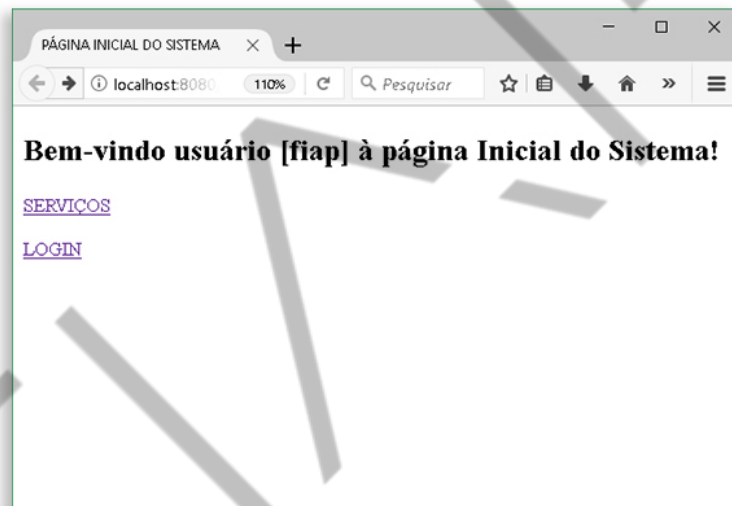 PÁGINA INICIAL DO SISTEMA
localhost:8080
110%
Pesquisar
Bem-vindo usuário [fiap] à página Inicial do Sistema!
SERVIÇOS
LOGIN